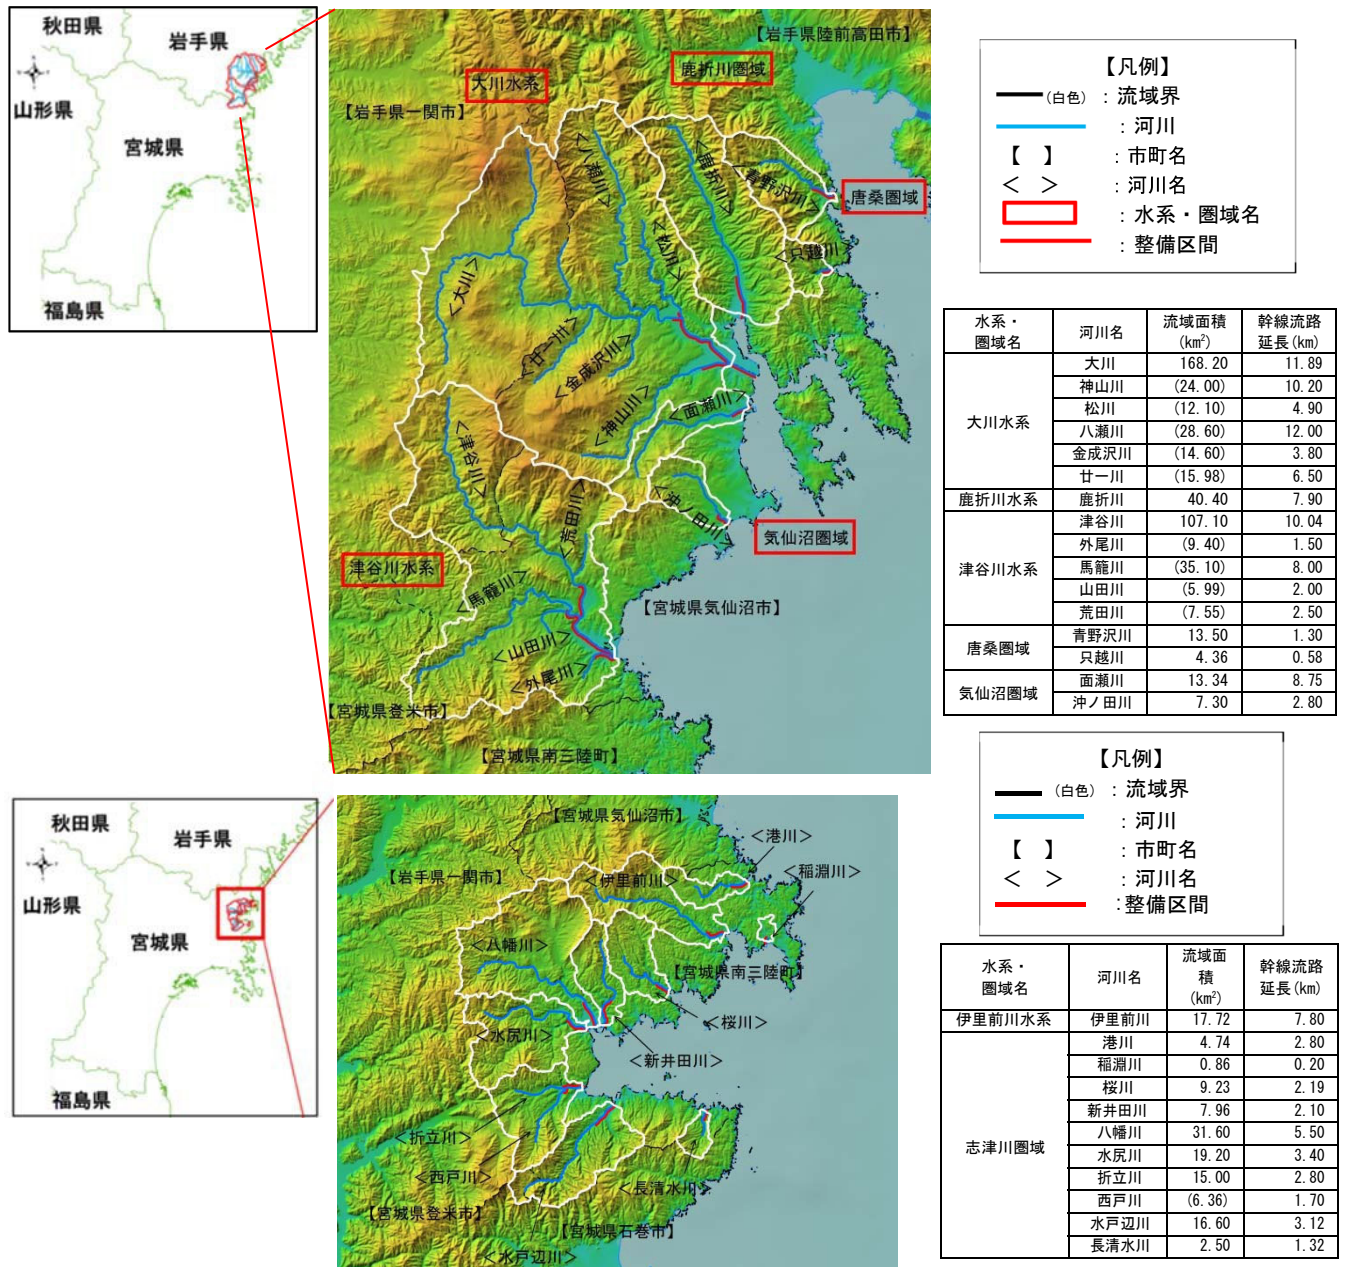 秋田県
岩手県
山形県
宮城県
福島県
【岩手県陸前高田市】
鹿折川圏域
大川水系
【岩手県一関市】
<八瀬川>
<鹿折川>
<青野沢川>
唐桑圏域
<松川>
<只越川>
<大川>
<廿一川>
<金成沢川>
<神山川>
<面瀬川>
<津谷川>
<荒田川>
<沖ノ田川>
気仙沼圏域
津谷川水系
<馬籠川>
【宮城県気仙沼市】
<山田川>
<外尾川>
【宮城県登米市】
【宮城県南三陸町】
【凡例】
(白色) : 流域界
: 河川
【 】 : 市町名
< > : 河川名
: 水系・圏域名
: 整備区間
水系・圏域名 河川名 流域面積(km²) 幹線流路延長(km)
大川水系 大川 168.20 11.89
神山川 (24.00) 10.20
松川 (12.10) 4.90
八瀬川 (28.60) 12.00
金成沢川 (14.60) 3.80
廿一川 (15.98) 6.50
鹿折川水系 鹿折川 40.40 7.90
津谷川水系 津谷川 107.10 10.04
外尾川 (9.40) 1.50
馬籠川 (35.10) 8.00
山田川 (5.99) 2.00
荒田川 (7.55) 2.50
唐桑圏域 青野沢川 13.50 1.30
只越川 4.36 0.58
気仙沼圏域 面瀬川 13.34 8.75
沖ノ田川 7.30 2.80
秋田県
岩手県
山形県
宮城県
福島県
【宮城県気仙沼市】
<港川>
【岩手県一関市】
<伊里前川>
<稲淵川>
<八幡川>
【宮城県南三陸町】
<水尻川>
<桜川>
<新井田川>
<折立川>
<西戸川>
<長清水川>
【宮城県登米市】
【宮城県石巻市】
<水戸辺川>
【凡例】
(白色) : 流域界
: 河川
【 】 : 市町名
< > : 河川名
: 整備区間
水系・圏域名 河川名 流域面積(km²) 幹線流路延長(km)
伊里前川水系 伊里前川 17.72 7.80
志津川圏域 港川 4.74 2.80
稲淵川 0.86 0.20
桜川 9.23 2.19
新井田川 7.96 2.10
八幡川 31.60 5.50
水尻川 19.20 3.40
折立川 15.00 2.80
西戸川 (6.36) 1.70
水戸辺川 16.60 3.12
長清水川 2.50 1.32